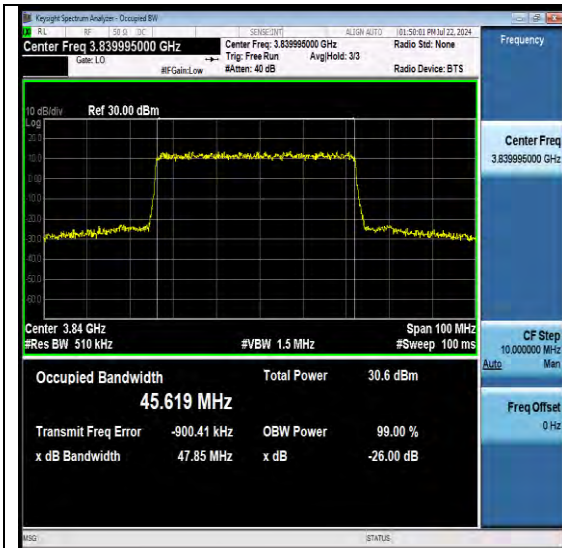 Keysight Spectrum Analyzer - Occupied BW
RL RF 50 Ω DC SENSE:INT ALIGN AUTO 01:50:01 PM Jul 22, 2024
Center Freq 3.839995000 GHz
Center Freq: 3.839995000 GHz
Radio Std: None
Gate: LO
Trig: Free Run Avg|Hold: 3/3
#IFGain:Low
#Atten: 40 dB
Radio Device: BTS
10 dB/div Ref 30.00 dBm
Log
20.0
10.0
0.00
-10.0
-20.0
-30.0
-40.0
-50.0
-60.0
Center 3.84 GHz
Span 100 MHz
#Res BW 510 kHz
#VBW 1.5 MHz
#Sweep 100 ms
Occupied Bandwidth
45.619 MHz
Total Power 30.6 dBm
Transmit Freq Error -900.41 kHz
OBW Power 99.00 %
x dB Bandwidth 47.85 MHz
x dB -26.00 dB
MSG
STATUS
Frequency
Center Freq
3.839995000 GHz
CF Step
10.000000 MHz
Auto Man
Freq Offset
0 Hz